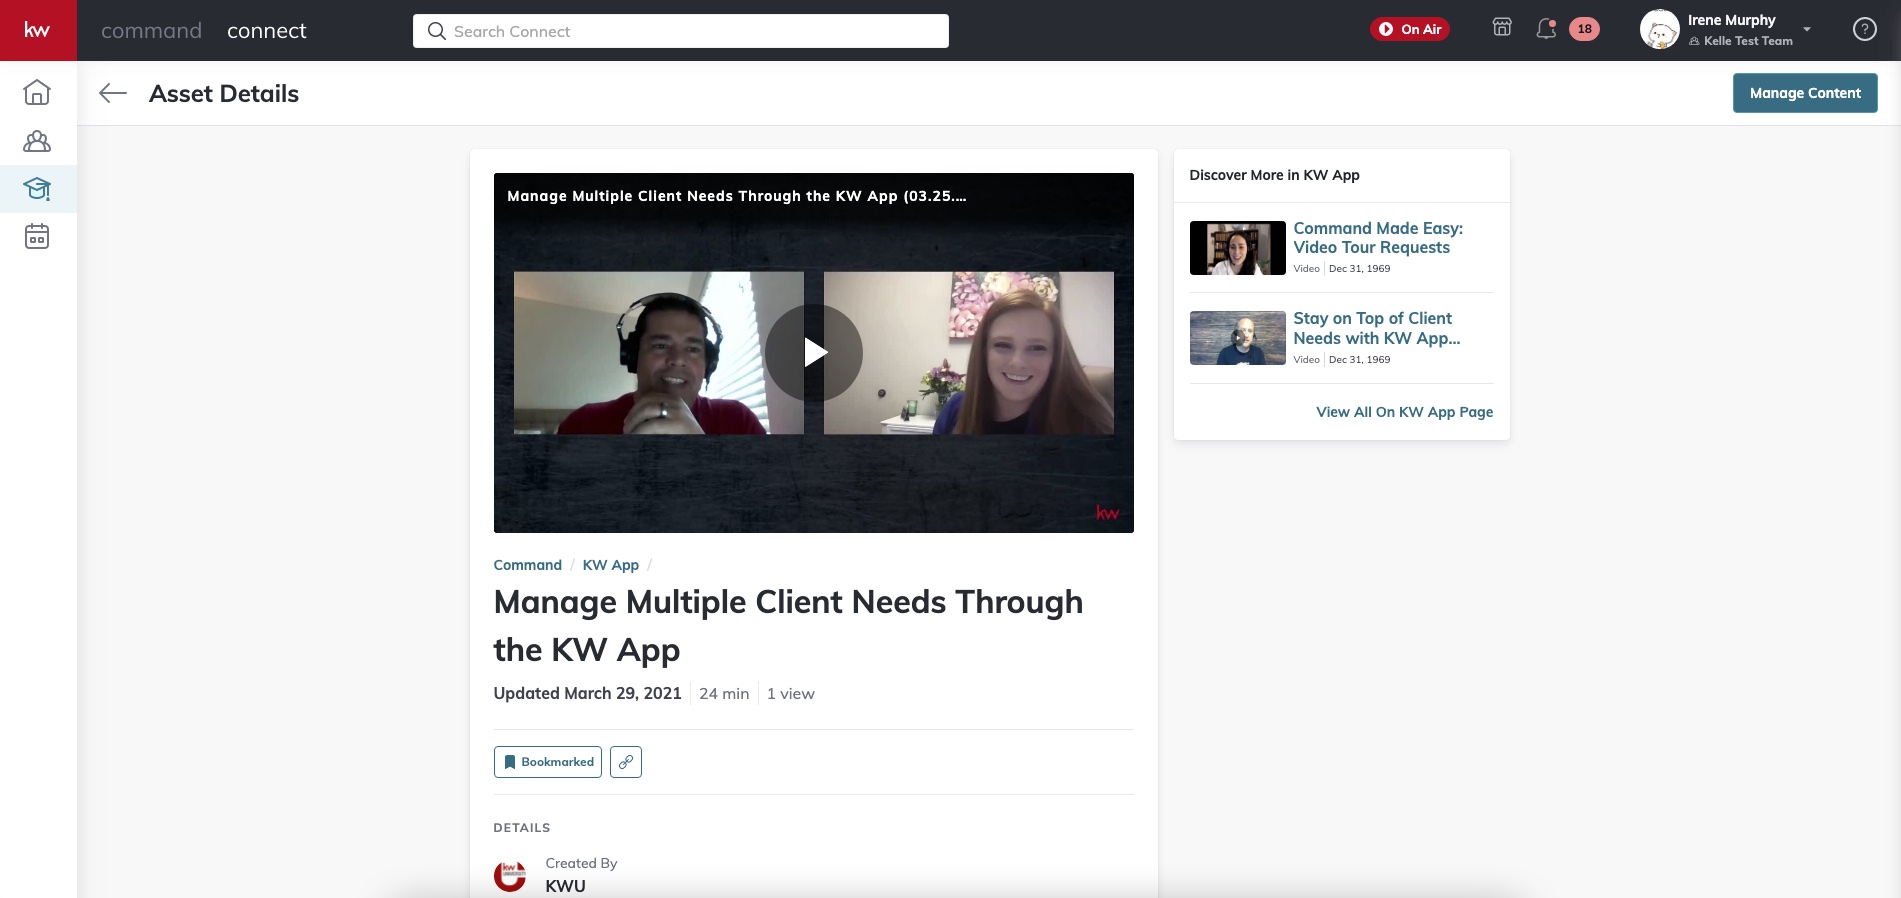 kw
command connect
Search Connect
On Air
18
Irene Murphy
Kelle Test Team
?
Asset Details
Manage Content
Manage Multiple Client Needs Through the KW App (03.25....
kw
Command / KW App /
Manage Multiple Client Needs Through
the KW App
Updated March 29, 2021 24 min 1 view
Bookmarked
DETAILS
kw
UNIVERSITY
Created By
KWU
Discover More in KW App
Command Made Easy:
Video Tour Requests
Video Dec 31, 1969
Stay on Top of Client
Needs with KW App...
Video Dec 31, 1969
View All On KW App Page